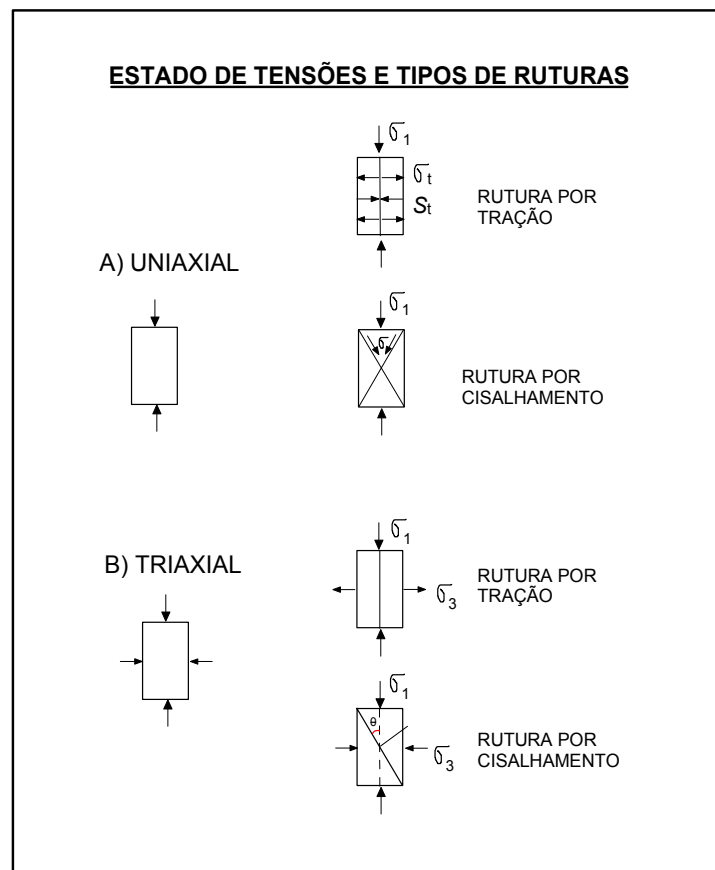 ESTADO DE TENSÕES E TIPOS DE RUTURAS
σ1
σt
St
RUTURA POR
TRAÇÃO
A) UNIAXIAL
σ1
σ
RUTURA POR
CISALHAMENTO
σ1
B) TRIAXIAL
RUTURA POR
TRAÇÃO
σ3
σ1
θ
RUTURA POR
CISALHAMENTO
σ3